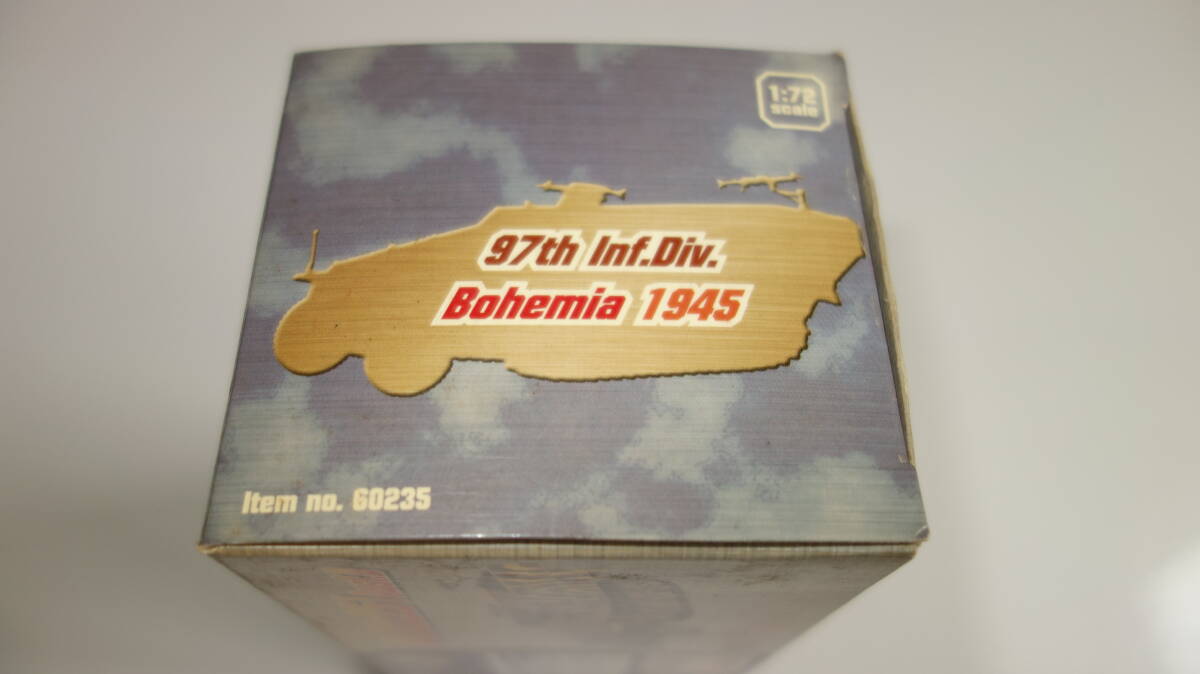 1:72
scale
97th Inf.Div.
Bohemia 1945
Item no. 60235